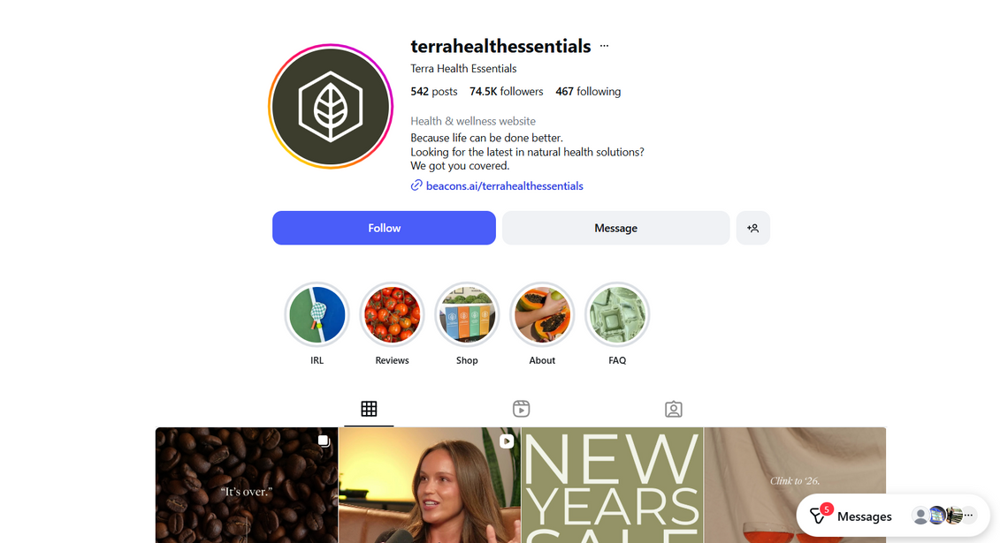 terrahealthessentials ...
Terra Health Essentials
542 posts 74.5K followers 467 following
Health & wellness website
Because life can be done better.
Looking for the latest in natural health solutions?
We got you covered.
beacons.ai/terrahealthessentials
Follow Message
IRL Reviews Shop About FAQ
“It’s over.”
NEW
YEARS
SALE
Clink to ‘26.
5 Messages ...